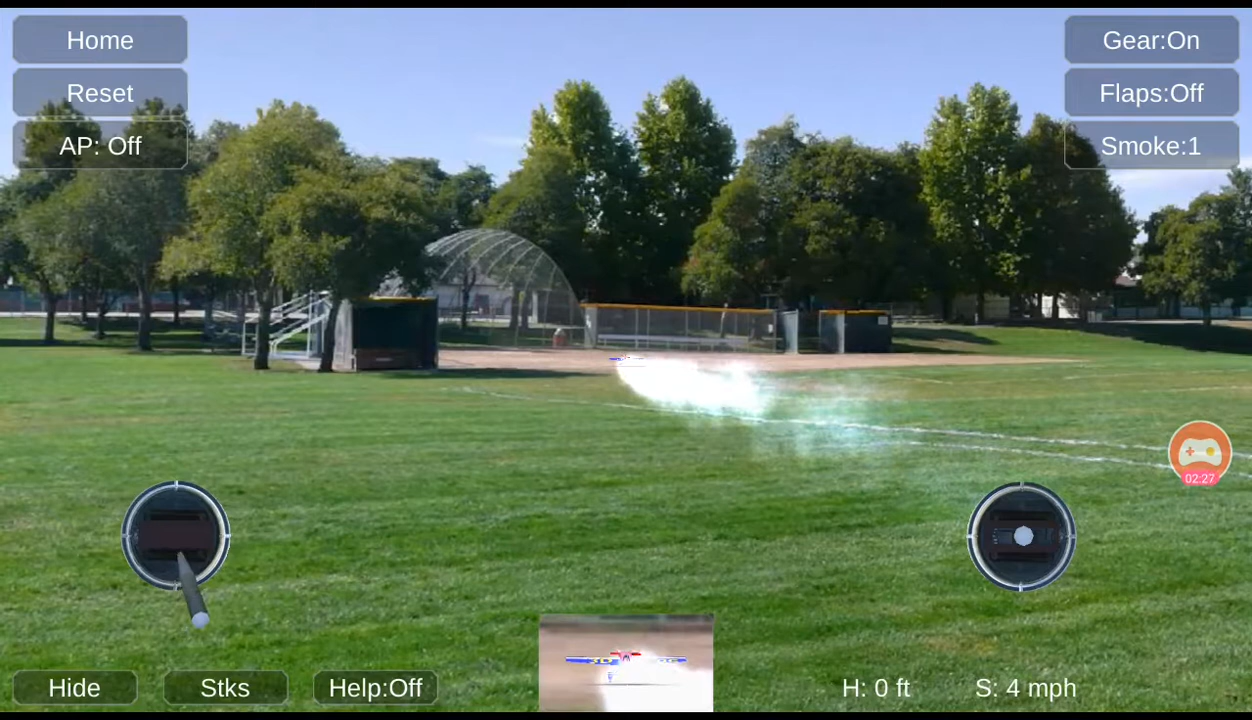 Home
Reset
AP: Off
Gear:On
Flaps:Off
Smoke:1
02:27
Hide
Stks
Help:Off
3D
H: 0 ft
S: 4 mph